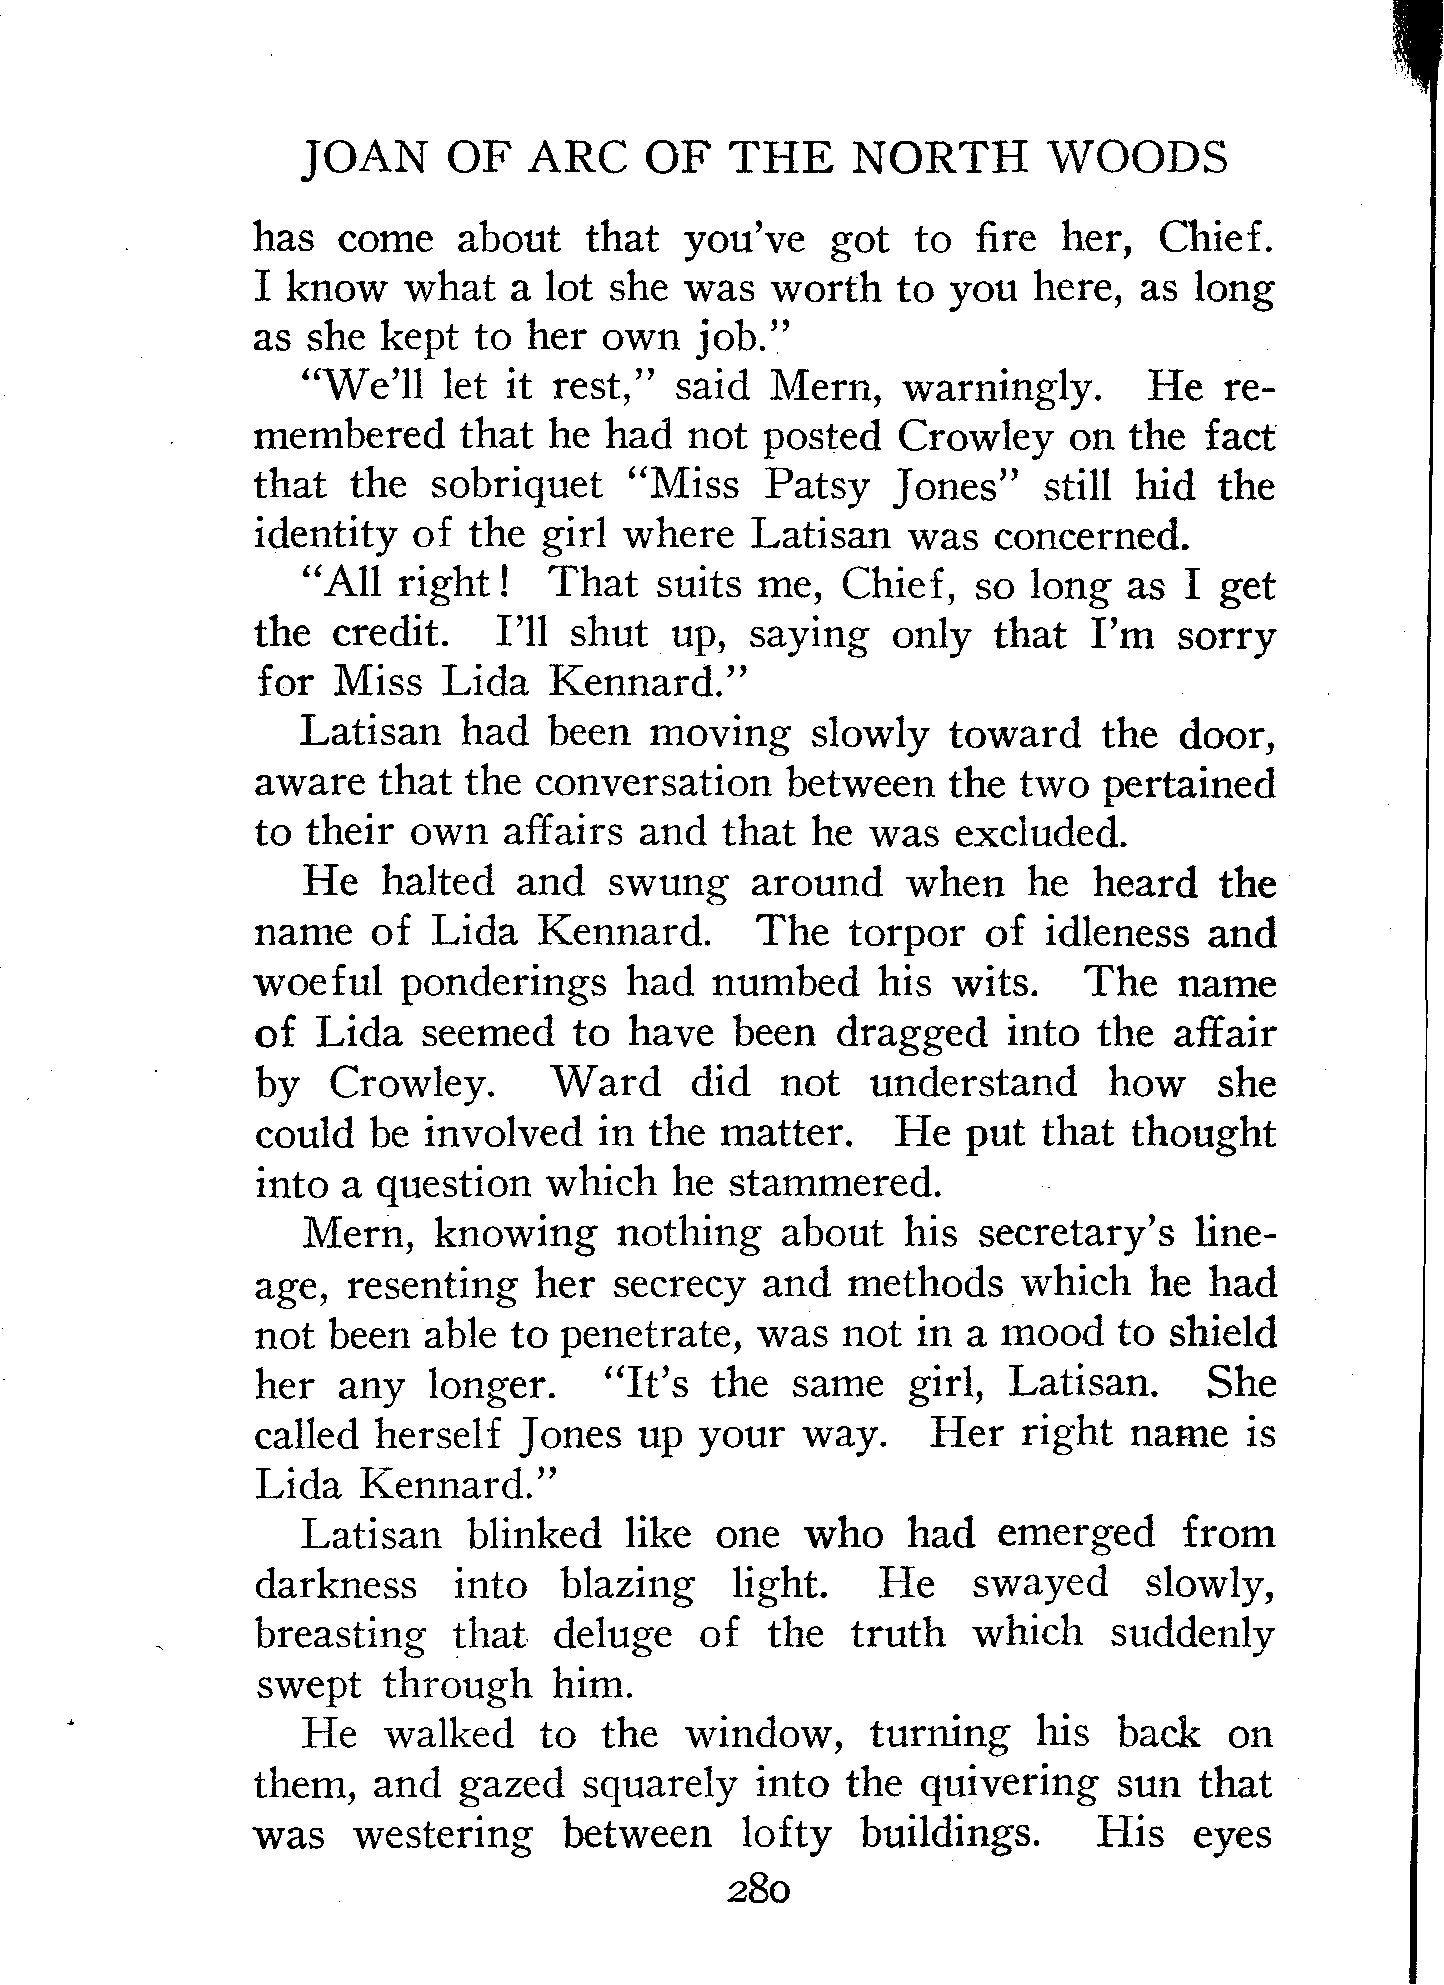 JOAN OF ARC OF THE NORTH WOODS
has come about that you've got to fire her, Chief.
I know what a lot she was worth to you here, as long
as she kept to her own job."
"We'll let it rest," said Mern, warningly. He re-
membered that he had not posted Crowley on the fact
that the sobriquet "Miss Patsy Jones" still hid the
identity of the girl where Latisan was concerned.
"All right! That suits me, Chief, so long as I get
the credit. I'll shut up, saying only that I'm sorry
for Miss Lida Kennard."
Latisan had been moving slowly toward the door,
aware that the conversation between the two pertained
to their own affairs and that he was excluded.
He halted and swung around when he heard the
name of Lida Kennard. The torpor of idleness and
woeful ponderings had numbed his wits. The name
of Lida seemed to have been dragged into the affair
by Crowley. Ward did not understand how she
could be involved in the matter. He put that thought
into a question which he stammered.
Mern, knowing nothing about his secretary's line-
age, resenting her secrecy and methods which he had
not been able to penetrate, was not in a mood to shield
her any longer. "It's the same girl, Latisan. She
called herself Jones up your way. Her right name is
Lida Kennard."
Latisan blinked like one who had emerged from
darkness into blazing light. He swayed slowly,
breasting that deluge of the truth which suddenly
swept through him.
He walked to the window, turning his back on
them, and gazed squarely into the quivering sun that
was westering between lofty buildings. His eyes
280